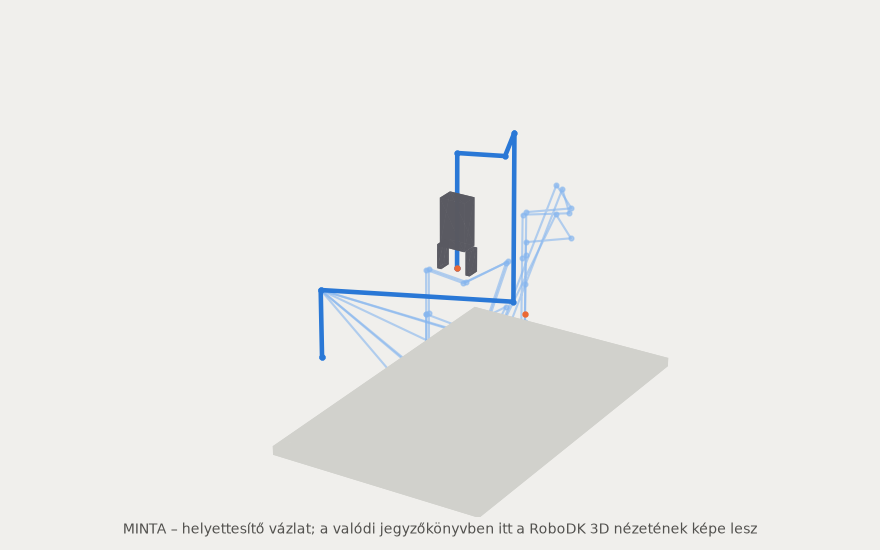 MINTA – helyettesítő vázlat; a valódi jegyzőkönyvben itt a RoboDK 3D nézetének képe lesz